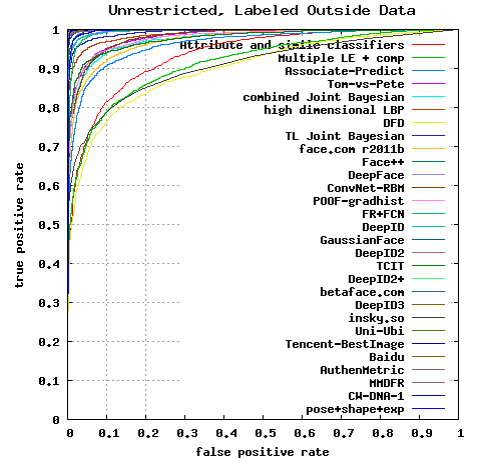 Unrestricted, Labeled Outside Data
1
Attribute and simile classifiers
Multiple LE + comp
0.9
Associate-Predict
Tom-vs-Pete
combined Joint Bayesian
0.8
high dimensional LBP
DFD
TL Joint Bayesian
0.7
face.com r2011b
Face++
DeepFace
0.6
ConvNet-RBM
POOF-gradhist
FR+FCN
0.5
DeepID
GaussianFace
DeepID2
0.4
TCIT
DeepID2+
betaface.com
0.3
DeepID3
insky.so
Uni-Ubi
0.2
Tencent-BestImage
Baidu
AuthenMetric
0.1
MMDFR
CW-DNA-1
pose+shape+exp
0
true positive rate
0 0.1 0.2 0.3 0.4 0.5 0.6 0.7 0.8 0.9 1
false positive rate